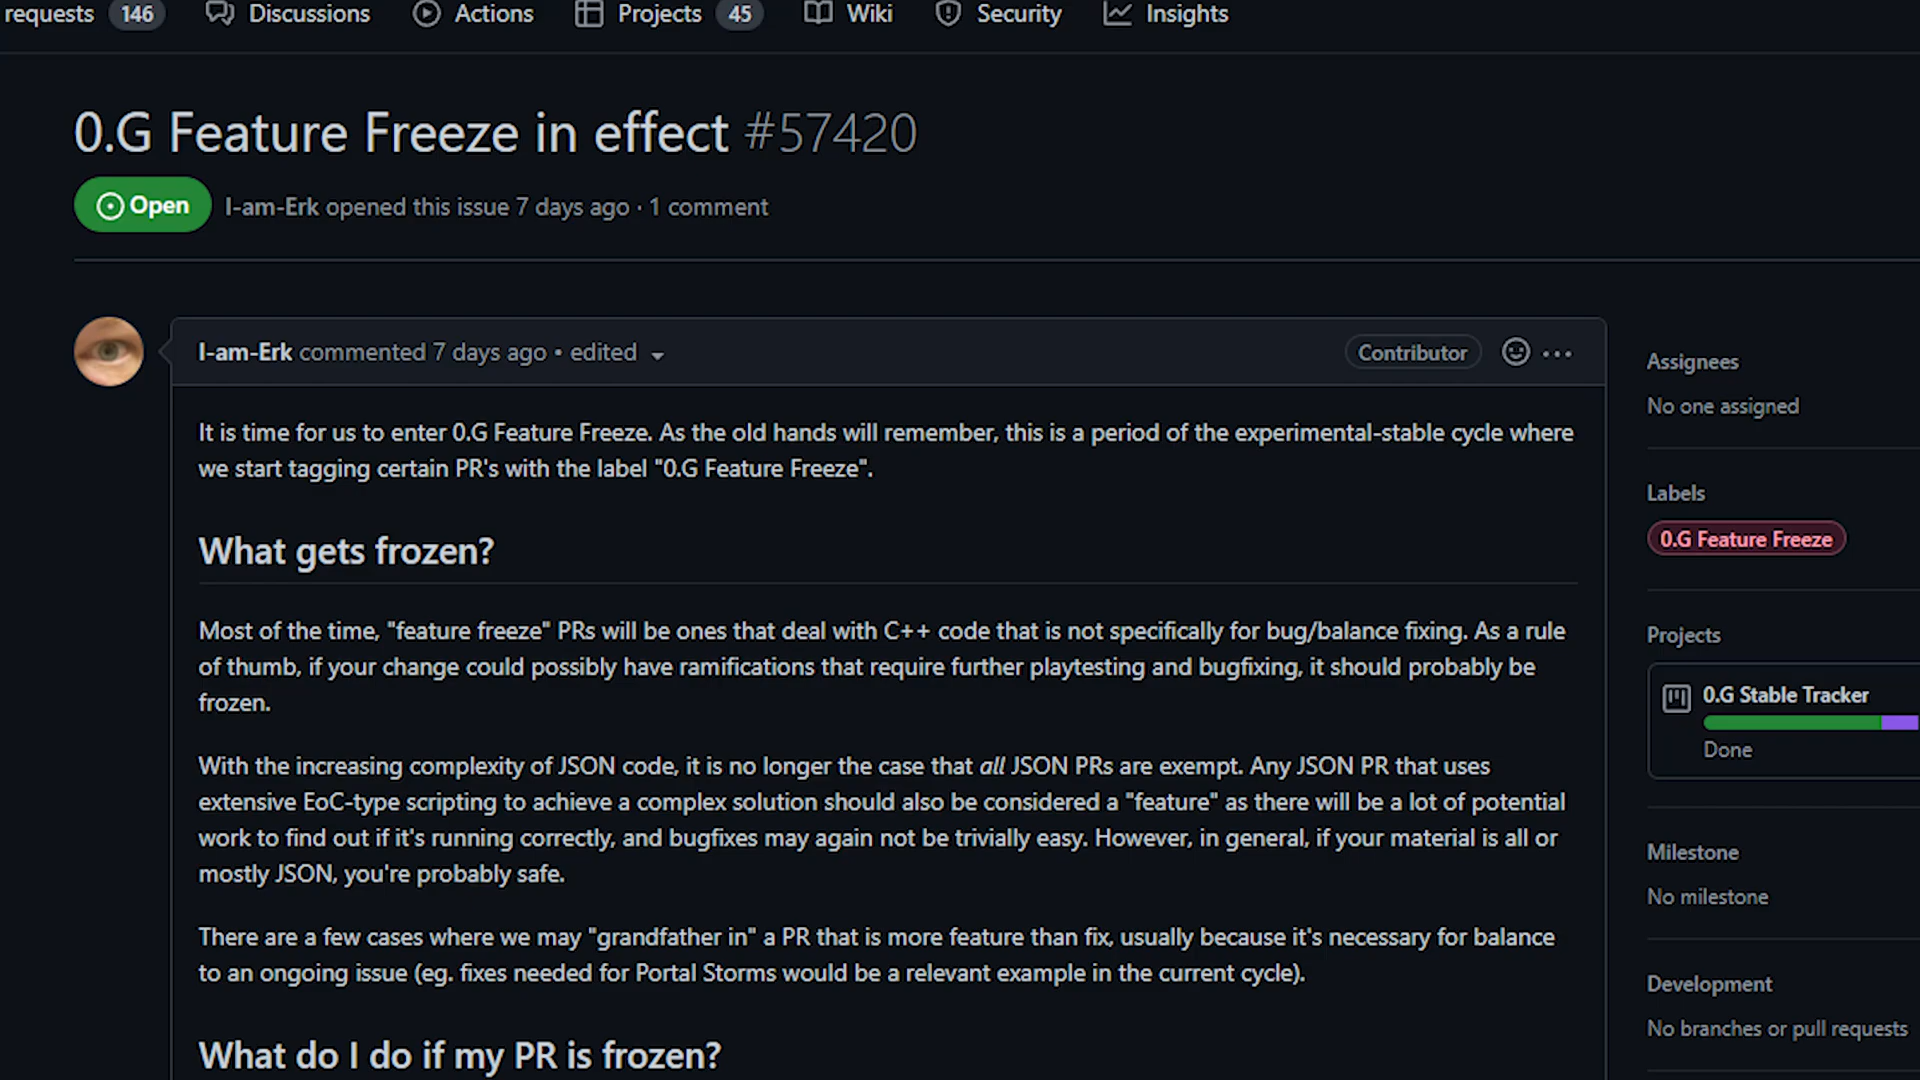 requests 146 Discussions Actions Projects 45 Wiki Security Insights
0.G Feature Freeze in effect #57420
Open I-am-Erk opened this issue 7 days ago · 1 comment
I-am-Erk commented 7 days ago • edited Contributor
It is time for us to enter 0.G Feature Freeze. As the old hands will remember, this is a period of the experimental-stable cycle where
we start tagging certain PR's with the label "0.G Feature Freeze".
What gets frozen?
Most of the time, "feature freeze" PRs will be ones that deal with C++ code that is not specifically for bug/balance fixing. As a rule
of thumb, if your change could possibly have ramifications that require further playtesting and bugfixing, it should probably be
frozen.
With the increasing complexity of JSON code, it is no longer the case that all JSON PRs are exempt. Any JSON PR that uses
extensive EoC-type scripting to achieve a complex solution should also be considered a "feature" as there will be a lot of potential
work to find out if it's running correctly, and bugfixes may again not be trivially easy. However, in general, if your material is all or
mostly JSON, you're probably safe.
There are a few cases where we may "grandfather in" a PR that is more feature than fix, usually because it's necessary for balance
to an ongoing issue (eg. fixes needed for Portal Storms would be a relevant example in the current cycle).
What do I do if my PR is frozen?
Assignees
No one assigned
Labels
0.G Feature Freeze
Projects
0.G Stable Tracker
Done
Milestone
No milestone
Development
No branches or pull requests